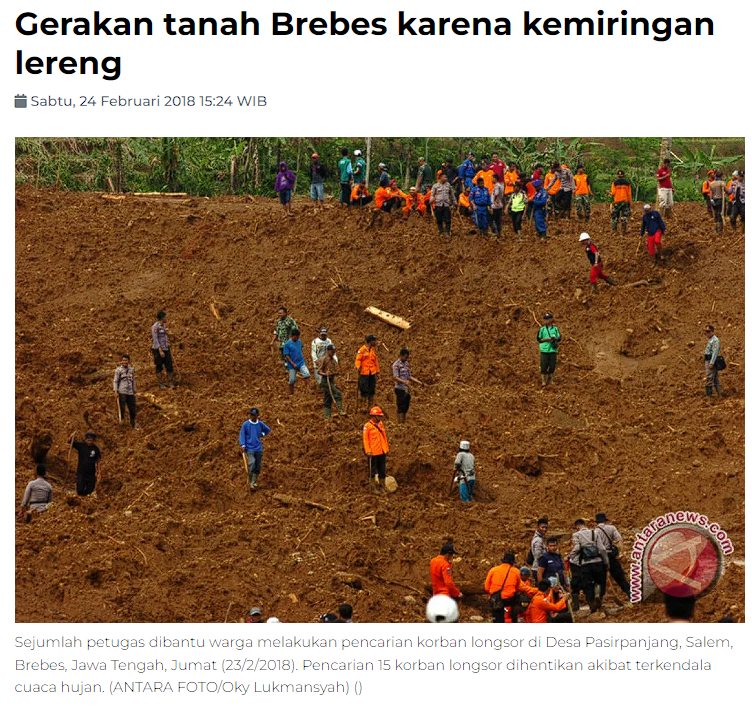 Gerakan tanah Brebes karena kemiringan
lereng
Sabtu, 24 Februari 2018 15:24 WIB
www.antaranews.com
Sejumlah petugas dibantu warga melakukan pencarian korban longsor di Desa Pasirpanjang, Salem,
Brebes, Jawa Tengah, Jumat (23/2/2018). Pencarian 15 korban longsor dihentikan akibat terkendala
cuaca hujan. (ANTARA FOTO/Oky Lukmansyah) ()